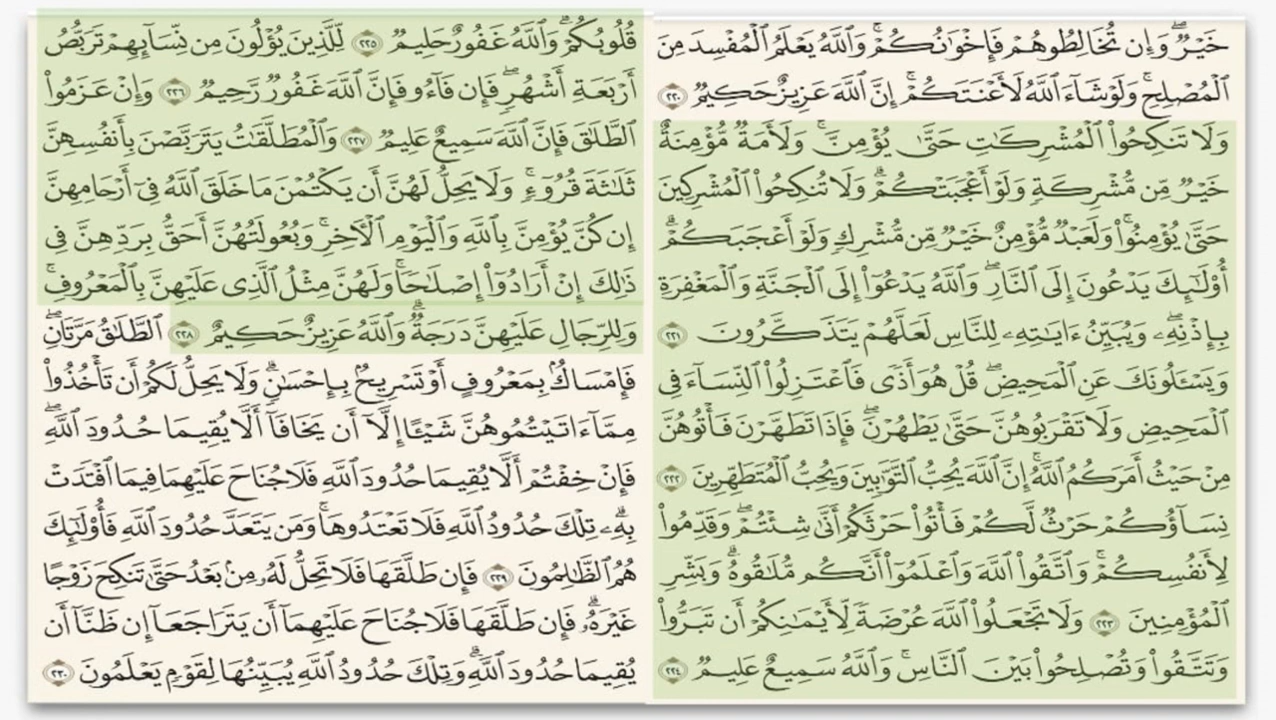 خَيْرٌ ۖ وَإِن تُخَالِطُوهُمْ فَإِخْوَانُكُمْ ۚ وَاللَّهُ يَعْلَمُ الْمُفْسِدَ مِنَ
الْمُصْلِحِ ۚ وَلَوْ شَاءَ اللَّهُ لَأَعْنَتَكُمْ ۚ إِنَّ اللَّهَ عَزِيزٌ حَكِيمٌ ٢٢٠
وَلَا تَنكِحُوا الْمُشْرِكَاتِ حَتَّىٰ يُؤْمِنَّ ۚ وَلَأَمَةٌ مُّؤْمِنَةٌ
خَيْرٌ مِّن مُّشْرِكَةٍ وَلَوْ أَعْجَبَتْكُمْ ۗ وَلَا تُنكِحُوا الْمُشْرِكِينَ
حَتَّىٰ يُؤْمِنُوا ۚ وَلَعَبْدٌ مُّؤْمِنٌ خَيْرٌ مِّن مُّشْرِكٍ وَلَوْ أَعْجَبَكُمْ ۗ
أُولَٰئِكَ يَدْعُونَ إِلَى النَّارِ ۖ وَاللَّهُ يَدْعُو إِلَى الْجَنَّةِ وَالْمَغْفِرَةِ
بِإِذْنِهِ ۖ وَيُبَيِّنُ آيَاتِهِ لِلنَّاسِ لَعَلَّهُمْ يَتَذَكَّرُونَ ٢٢١
وَيَسْأَلُونَكَ عَنِ الْمَحِيضِ ۖ قُلْ هُوَ أَذًى فَاعْتَزِلُوا النِّسَاءَ فِي
الْمَحِيضِ ۖ وَلَا تَقْرَبُوهُنَّ حَتَّىٰ يَطْهُرْنَ ۖ فَإِذَا تَطَهَّرْنَ فَأْتُوهُنَّ
مِنْ حَيْثُ أَمَرَكُمُ اللَّهُ ۚ إِنَّ اللَّهَ يُحِبُّ التَّوَّابِينَ وَيُحِبُّ الْمُتَطَهِّرِينَ ٢٢٢
نِسَاؤُكُمْ حَرْثٌ لَّكُمْ فَأْتُوا حَرْثَكُمْ أَنَّىٰ شِئْتُمْ ۖ وَقَدِّمُوا
لِأَنفُسِكُمْ ۚ وَاتَّقُوا اللَّهَ وَاعْلَمُوا أَنَّكُم مُّلَاقُوهُ ۗ وَبَشِّرِ
الْمُؤْمِنِينَ ٢٢٣ وَلَا تَجْعَلُوا اللَّهَ عُرْضَةً لِّأَيْمَانِكُمْ أَن تَبَرُّوا
وَتَتَّقُوا وَتُصْلِحُوا بَيْنَ النَّاسِ ۗ وَاللَّهُ سَمِيعٌ عَلِيمٌ ٢٢٤
قُلُوبُكُمْ ۗ وَاللَّهُ غَفُورٌ حَلِيمٌ ٢٢٥ لِّلَّذِينَ يُؤْلُونَ مِن نِّسَائِهِمْ تَرَبُّصُ
أَرْبَعَةِ أَشْهُرٍ ۖ فَإِن فَاءُو فَإِنَّ اللَّهَ غَفُورٌ رَّحِيمٌ ٢٢٦ وَإِنْ عَزَمُوا
الطَّلَاقَ فَإِنَّ اللَّهَ سَمِيعٌ عَلِيمٌ ٢٢٧ وَالْمُطَلَّقَاتُ يَتَرَبَّصْنَ بِأَنفُسِهِنَّ
ثَلَاثَةَ قُرُوءٍ ۚ وَلَا يَحِلُّ لَهُنَّ أَن يَكْتُمْنَ مَا خَلَقَ اللَّهُ فِي أَرْحَامِهِنَّ
إِن كُنَّ يُؤْمِنَّ بِاللَّهِ وَالْيَوْمِ الْآخِرِ ۚ وَبُعُولَتُهُنَّ أَحَقُّ بِرَدِّهِنَّ فِي
ذَٰلِكَ إِنْ أَرَادُوا إِصْلَاحًا ۚ وَلَهُنَّ مِثْلُ الَّذِي عَلَيْهِنَّ بِالْمَعْرُوفِ ۚ
وَلِلرِّجَالِ عَلَيْهِنَّ دَرَجَةٌ ۗ وَاللَّهُ عَزِيزٌ حَكِيمٌ ٢٢٨ الطَّلَاقُ مَرَّتَانِ ۖ
فَإِمْسَاكٌ بِمَعْرُوفٍ أَوْ تَسْرِيحٌ بِإِحْسَانٍ ۗ وَلَا يَحِلُّ لَكُمْ أَن تَأْخُذُوا
مِمَّا آتَيْتُمُوهُنَّ شَيْئًا إِلَّا أَن يَخَافَا أَلَّا يُقِيمَا حُدُودَ اللَّهِ ۖ
فَإِنْ خِفْتُمْ أَلَّا يُقِيمَا حُدُودَ اللَّهِ فَلَا جُنَاحَ عَلَيْهِمَا فِيمَا افْتَدَتْ
بِهِ ۗ تِلْكَ حُدُودُ اللَّهِ فَلَا تَعْتَدُوهَا ۚ وَمَن يَتَعَدَّ حُدُودَ اللَّهِ فَأُولَٰئِكَ
هُمُ الظَّالِمُونَ ٢٢٩ فَإِن طَلَّقَهَا فَلَا تَحِلُّ لَهُ مِن بَعْدُ حَتَّىٰ تَنكِحَ زَوْجًا
غَيْرَهُ ۗ فَإِن طَلَّقَهَا فَلَا جُنَاحَ عَلَيْهِمَا أَن يَتَرَاجَعَا إِن ظَنَّا أَن
يُقِيمَا حُدُودَ اللَّهِ ۗ وَتِلْكَ حُدُودُ اللَّهِ يُبَيِّنُهَا لِقَوْمٍ يَعْلَمُونَ ٢٣٠